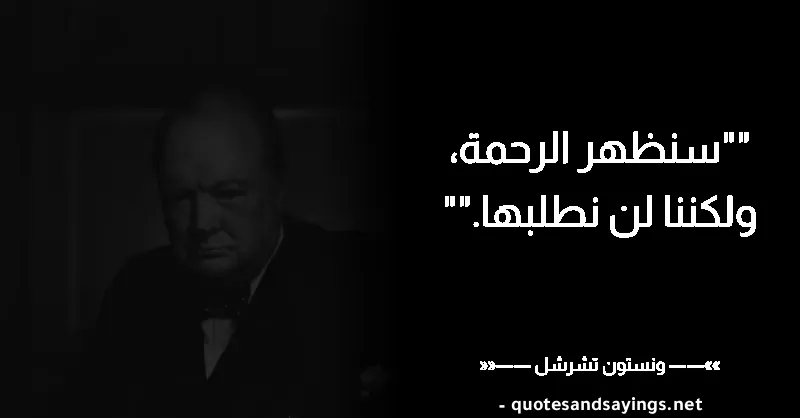 ""سنظهر الرحمة،
ولكننا لن نطلبها.""
»—— ونستون تشرشل ——»»
- quotesandsayings.net